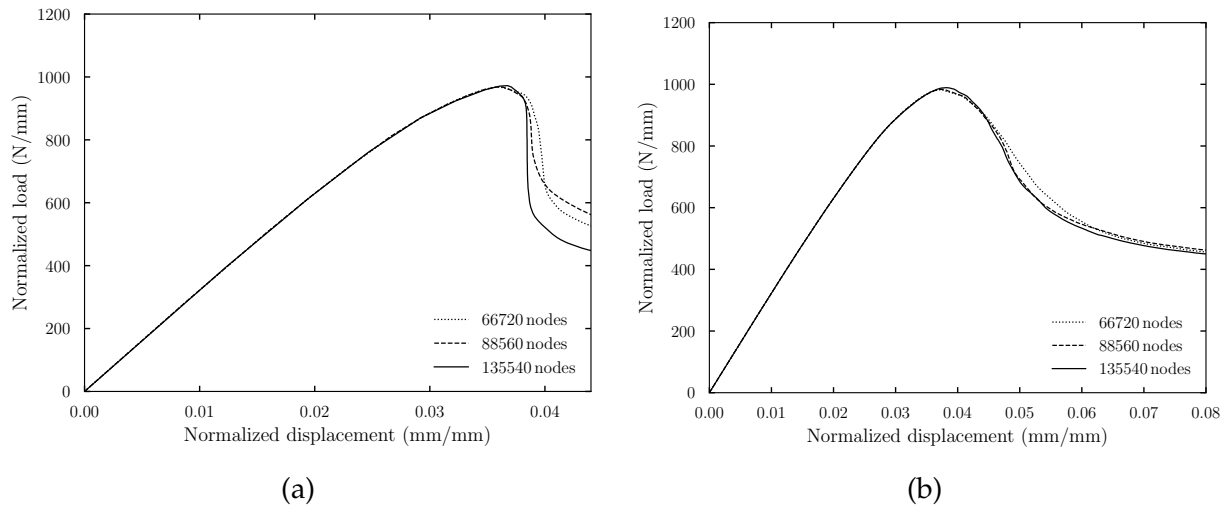 1200
1000
800
600
400
200
0
Normalized load (N/mm)
66720 nodes
88560 nodes
135540 nodes
0.00 0.01 0.02 0.03 0.04
Normalized displacement (mm/mm)
(a)
1200
1000
800
600
400
200
0
Normalized load (N/mm)
66720 nodes
88560 nodes
135540 nodes
0.00 0.01 0.02 0.03 0.04 0.05 0.06 0.07 0.08
Normalized displacement (mm/mm)
(b)